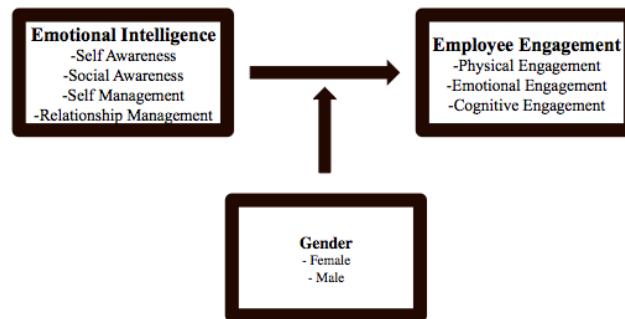 Emotional Intelligence
-Self Awareness
-Social Awareness
-Self Management
-Relationship Management
Employee Engagement
-Physical Engagement
-Emotional Engagement
-Cognitive Engagement
Gender
- Female
- Male